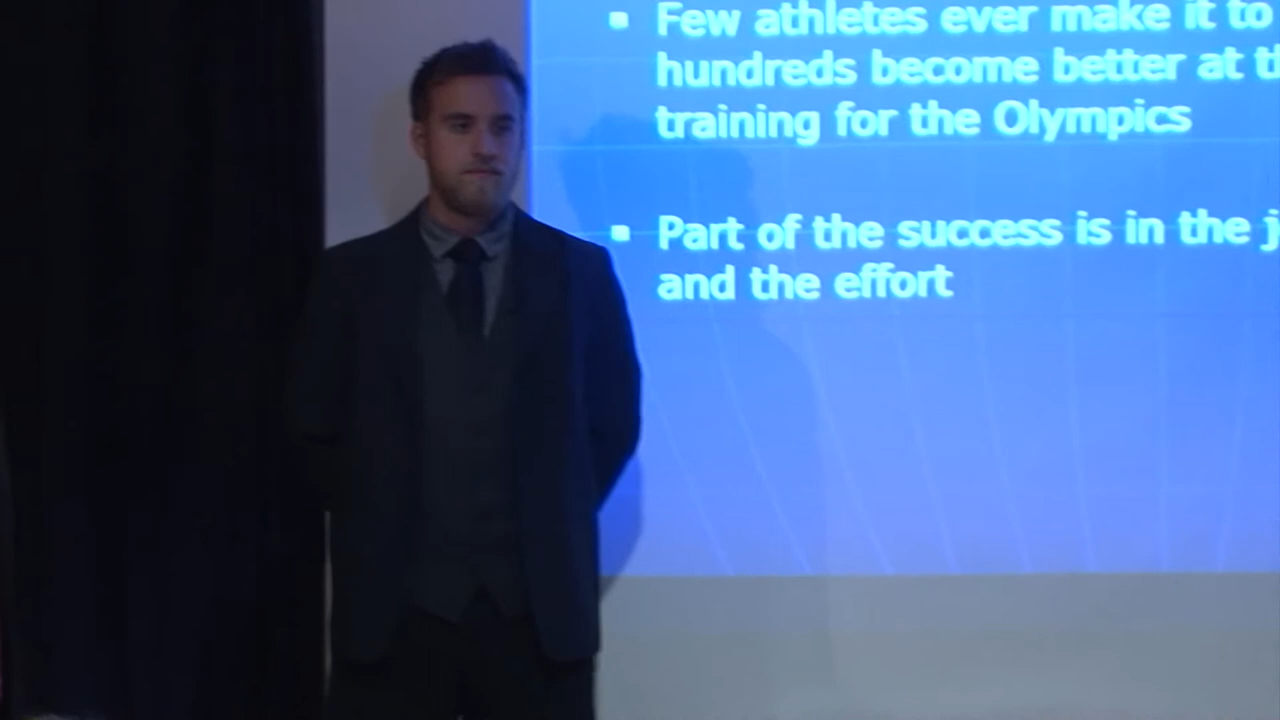 Few athletes ever make it to
hundreds become better at
training for the Olympics
Part of the success is in the
and the effort